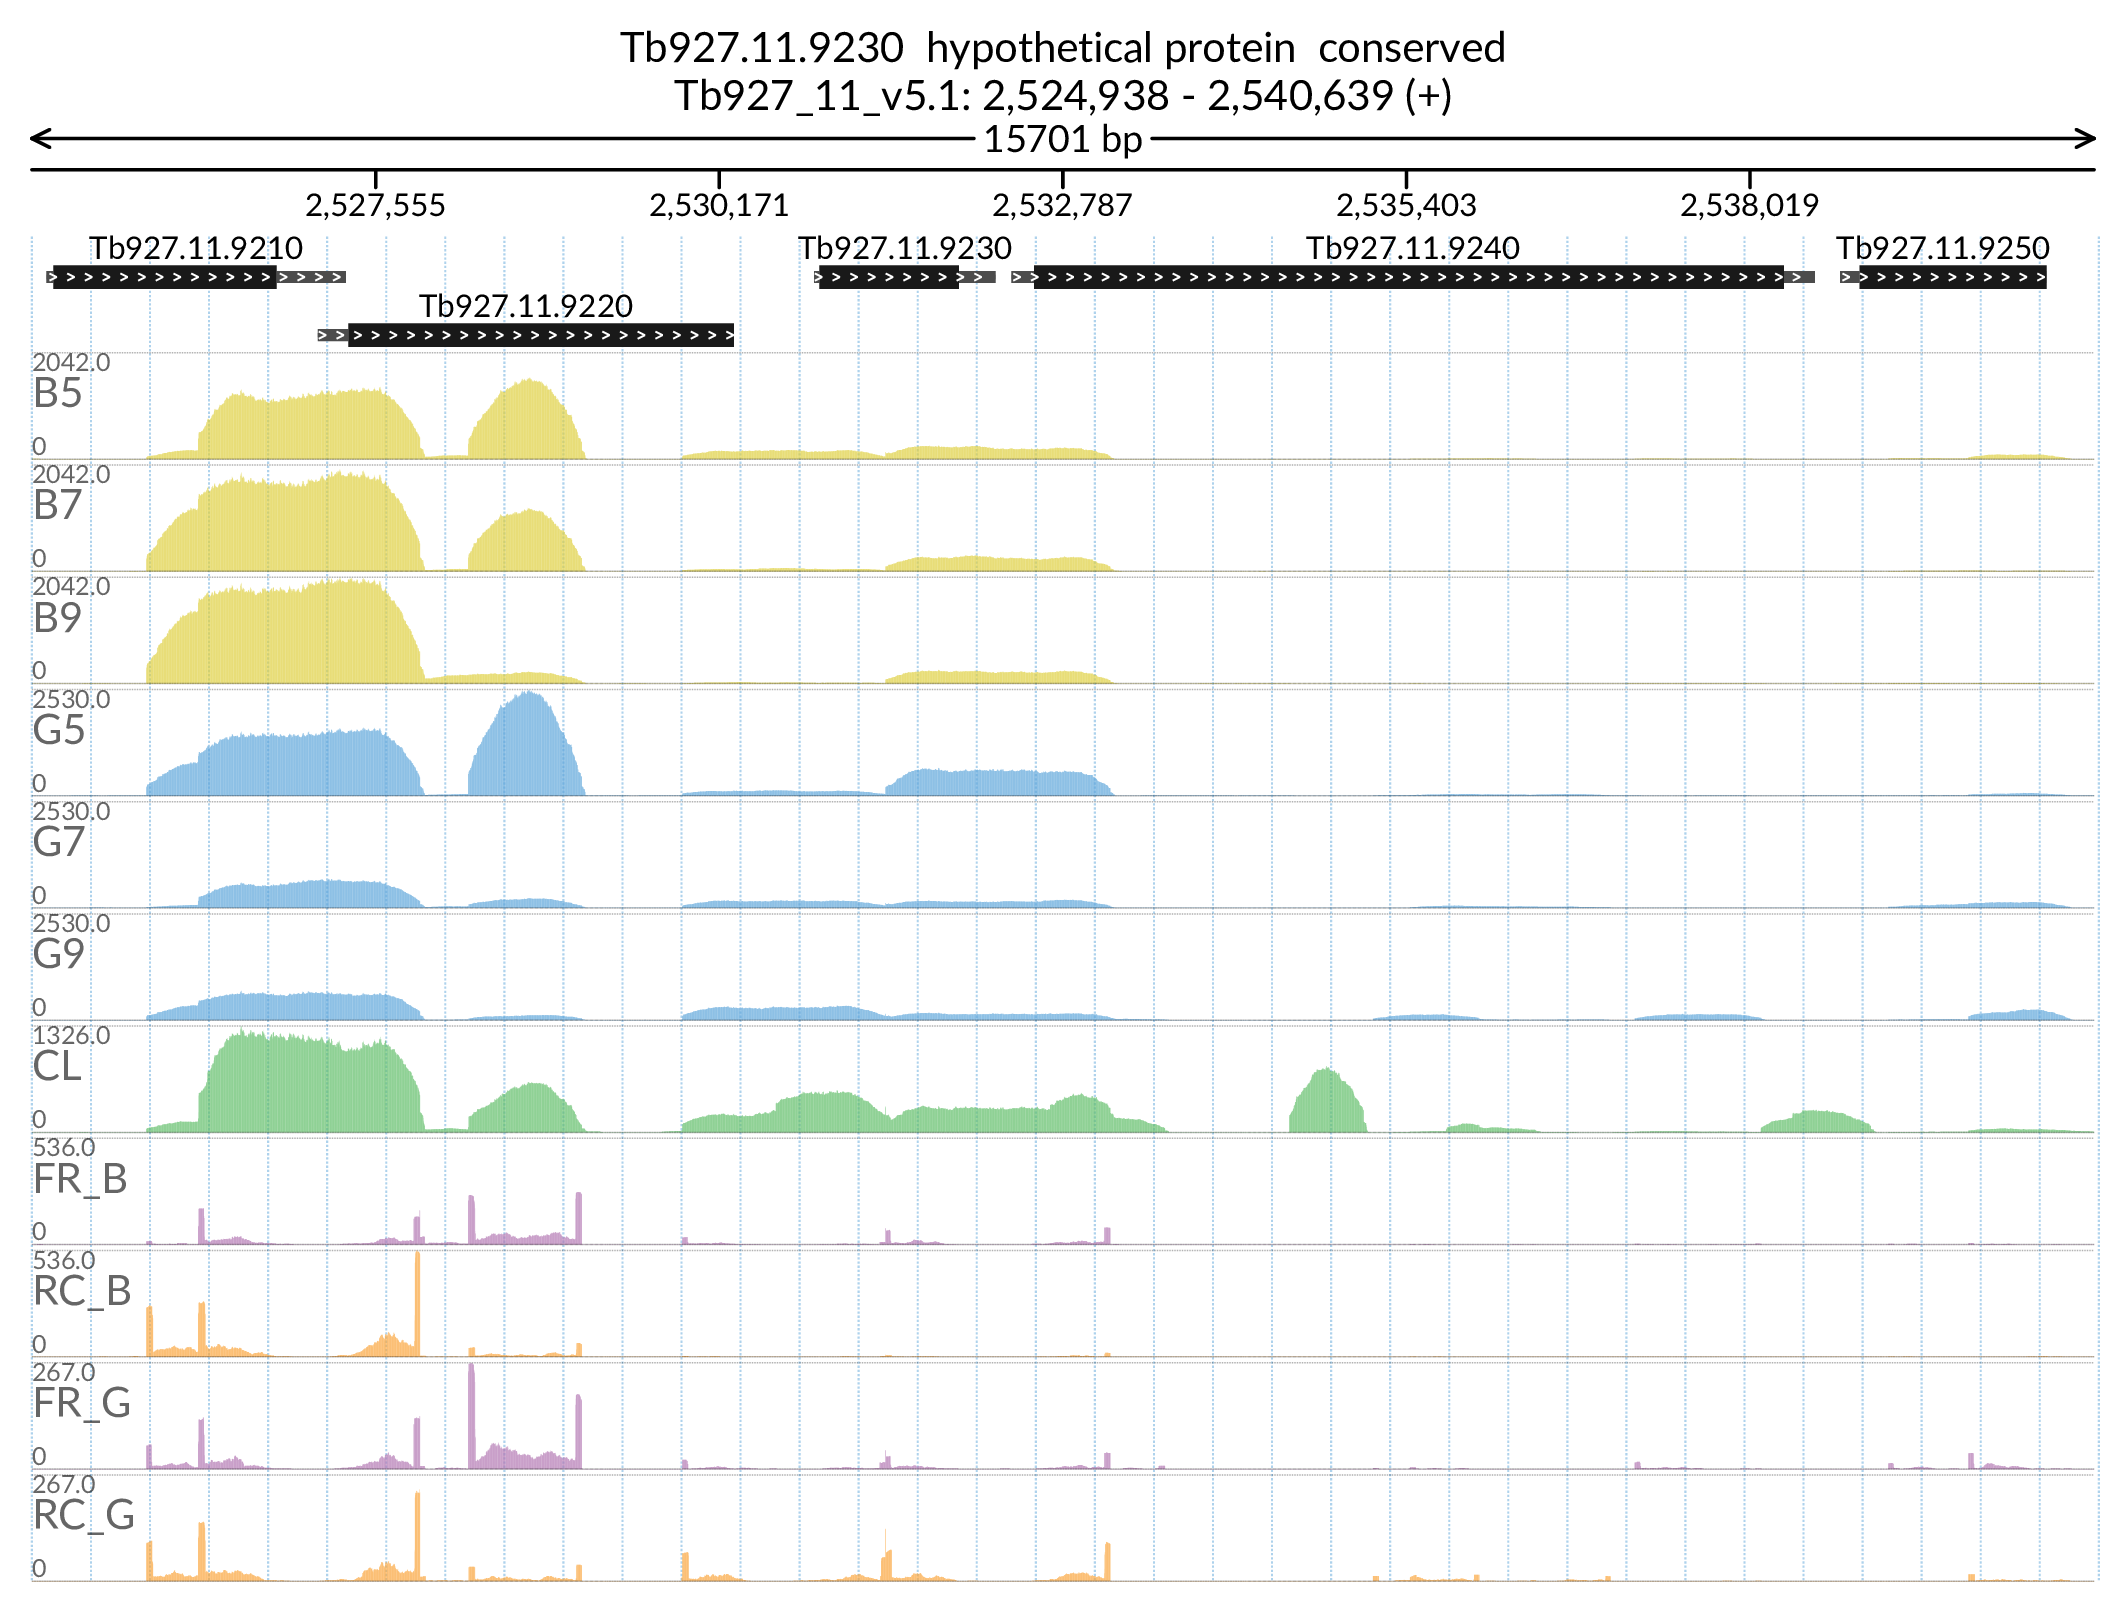 Tb927.11.9230 hypothetical protein conserved
Tb927_11_v5.1: 2,524,938 - 2,540,639 (+)
15701 bp
2,527,555 2,530,171 2,532,787 2,535,403 2,538,019
Tb927.11.9210 Tb927.11.9230 Tb927.11.9240 Tb927.11.9250
Tb927.11.9220
2042.0
B5
0
2042.0
B7
0
2042.0
B9
0
2530.0
G5
0
2530.0
G7
0
2530.0
G9
0
1326.0
CL
0
536.0
FR_B
0
536.0
RC_B
0
267.0
FR_G
0
267.0
RC_G
0